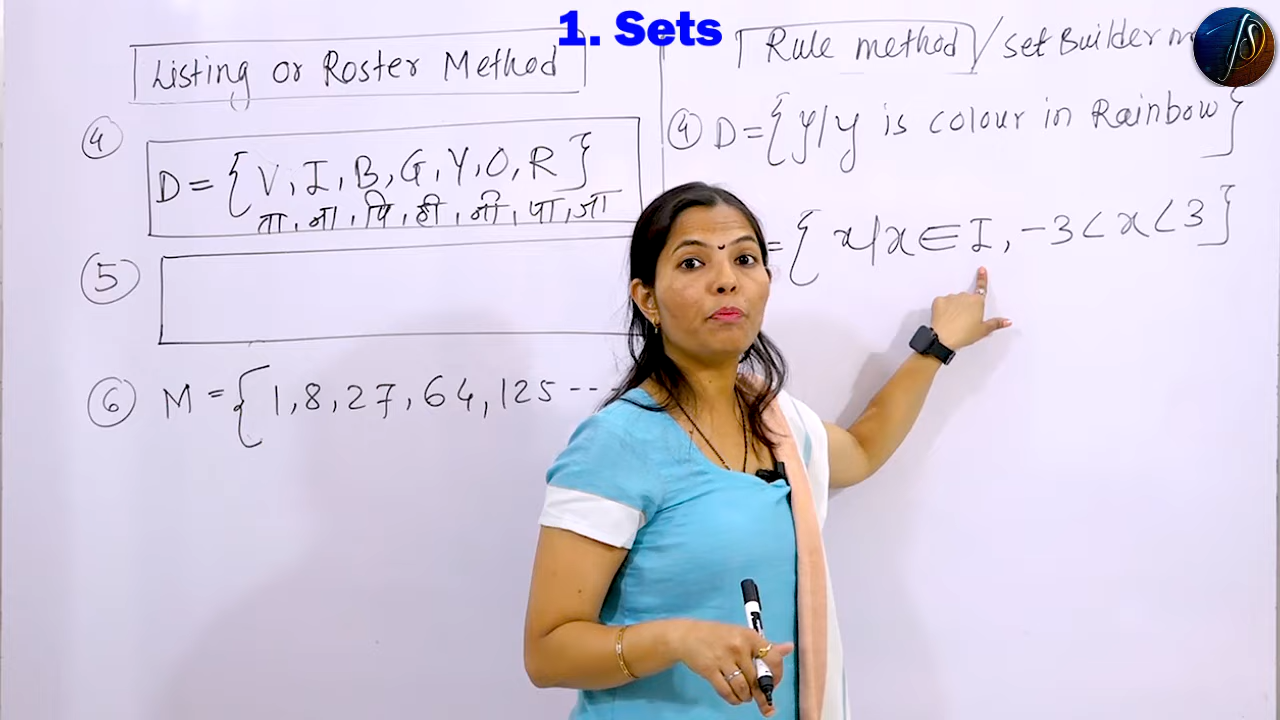 1. Sets
Listing or Roster Method
④ D = { V, I, B, G, Y, O, R }
ता, ना, पि, ही, नी, पा, जा
⑤
⑥ M = { 1, 8, 27, 64, 125 ---
Rule method / set Builder
④ D = { y/y is colour in Rainbow }
= { x/x ∈ I, -3 < x < 3 }